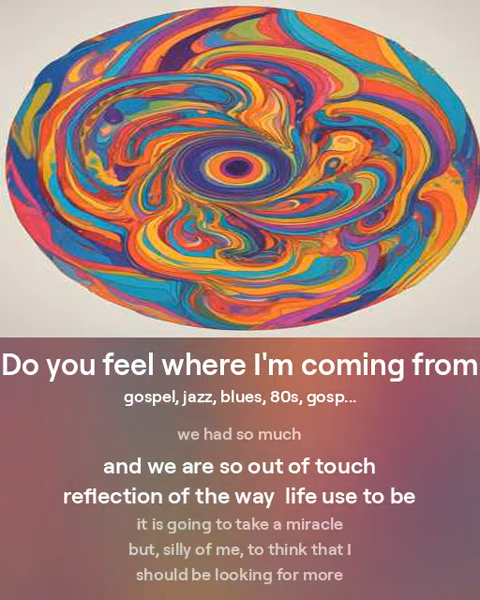 Do you feel where I'm coming from
gospel, jazz, blues, 80s, gosp...
we had so much
and we are so out of touch
reflection of the way  life use to be
it is going to take a miracle
but, silly of me, to think that I
should be looking for more